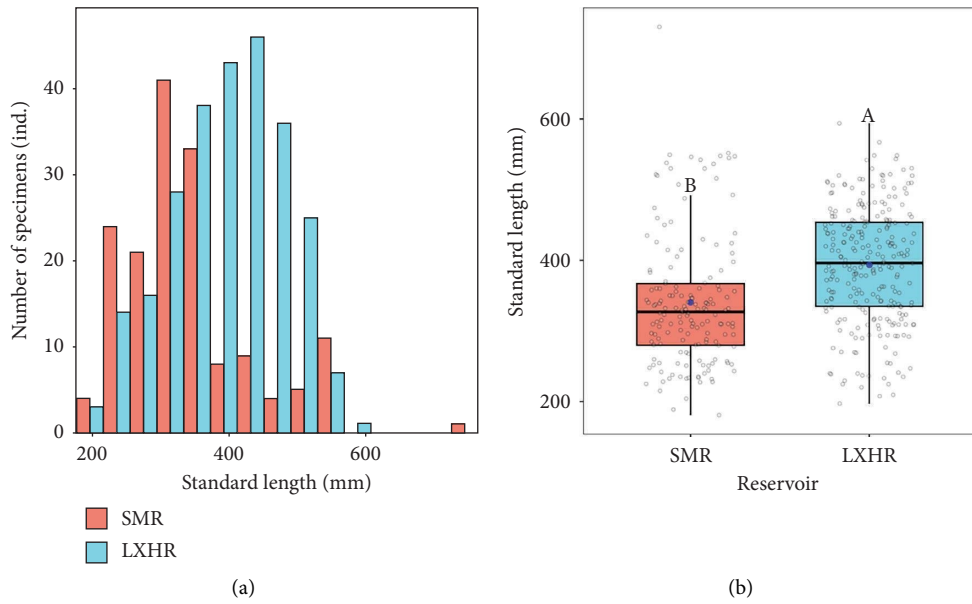 Number of specimens (ind.)
40
30
20
10
0
200
400
600
Standard length (mm)
SMR
LXHR
(a)
Standard length (mm)
600
400
200
A
B
SMR
LXHR
Reservoir
(b)